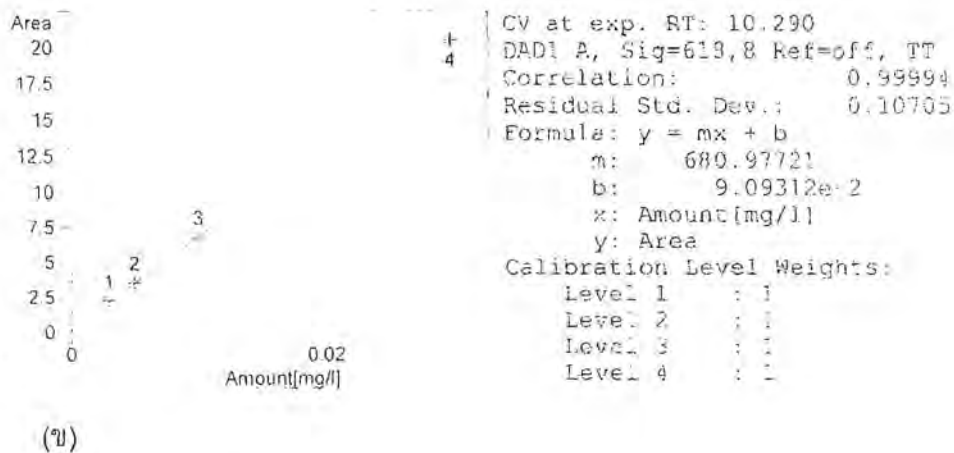 Area
20
17.5
15
12.5
10
7.5
5
2.5
0
0
0.02
Amount[mg/l]
1
2
3
4
CV at exp. RT: 10.290
DAD1 A, Sig=618,8 Ref=off, TT
Correlation: 0.99994
Residual Std. Dev.: 0.10705
Formula: y = mx + b
m: 680.97721
b: 9.09312e-2
x: Amount[mg/l]
y: Area
Calibration Level Weights:
Level 1 : 1
Level 2 : 1
Level 3 : 1
Level 4 : 1
(ข)